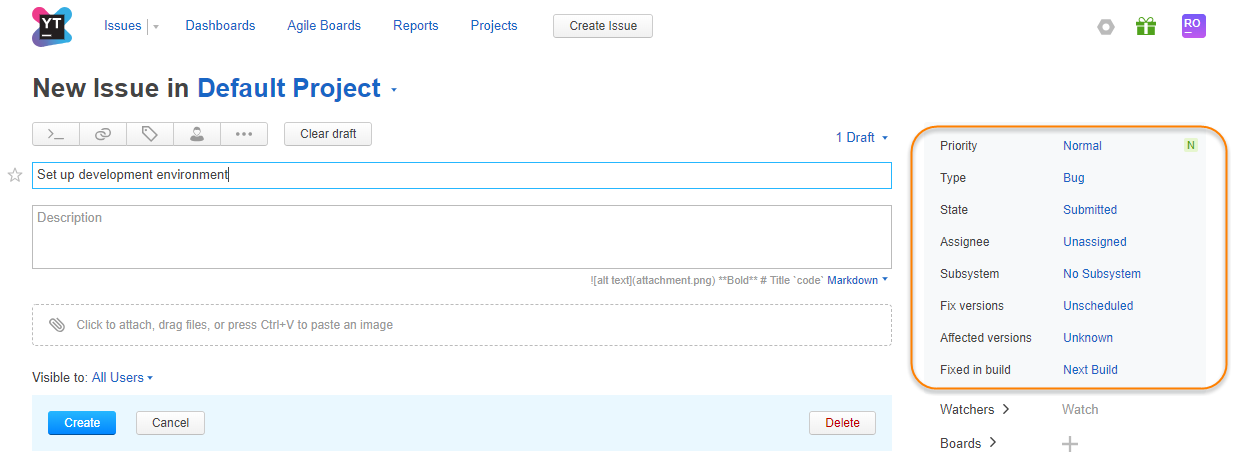 YT
Issues
Dashboards
Agile Boards
Reports
Projects
Create Issue
RO
New Issue in Default Project
Clear draft
1 Draft
Set up development environment
Description
![alt text](attachment.png) **Bold** # Title `code` Markdown
Click to attach, drag files, or press Ctrl+V to paste an image
Visible to: All Users
Create
Cancel
Delete
Priority Normal N
Type Bug
State Submitted
Assignee Unassigned
Subsystem No Subsystem
Fix versions Unscheduled
Affected versions Unknown
Fixed in build Next Build
Watchers Watch
Boards